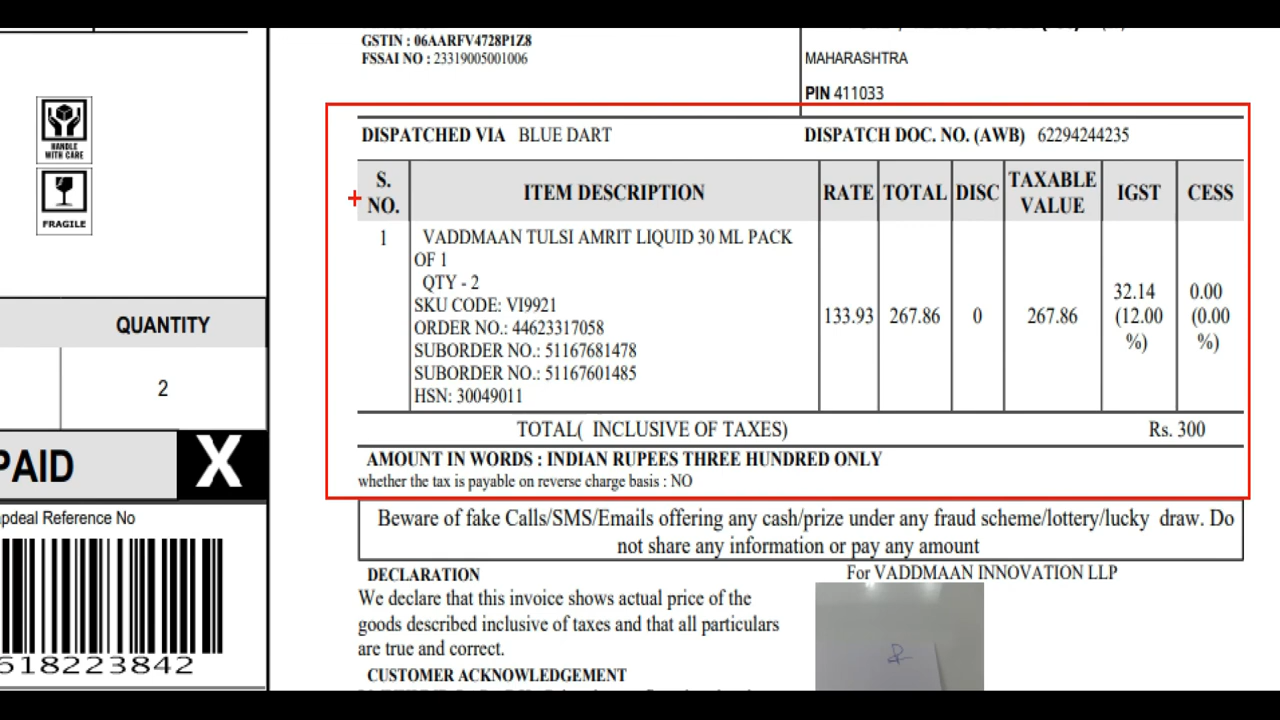 GSTIN : 06AARFV4728P1Z8
FSSAI NO : 23319005001006
MAHARASHTRA
PIN 411033
HANDLE
WITH CARE
FRAGILE
QUANTITY
2
PAID
X
pdeal Reference No
518223842
DISPATCHED VIA BLUE DART DISPATCH DOC. NO. (AWB) 62294244235
S. NO. ITEM DESCRIPTION RATE TOTAL DISC TAXABLE VALUE IGST CESS
1 VADDMAAN TULSI AMRIT LIQUID 30 ML PACK
OF 1
QTY - 2
SKU CODE: VI9921
ORDER NO.: 44623317058
SUBORDER NO.: 51167681478
SUBORDER NO.: 51167601485
HSN: 30049011
133.93 267.86 0 267.86 32.14 (12.00 %) 0.00 (0.00 %)
TOTAL( INCLUSIVE OF TAXES) Rs. 300
AMOUNT IN WORDS : INDIAN RUPEES THREE HUNDRED ONLY
whether the tax is payable on reverse charge basis : NO
Beware of fake Calls/SMS/Emails offering any cash/prize under any fraud scheme/lottery/lucky draw. Do
not share any information or pay any amount
DECLARATION
We declare that this invoice shows actual price of the
goods described inclusive of taxes and that all particulars
are true and correct.
CUSTOMER ACKNOWLEDGEMENT
For VADDMAAN INNOVATION LLP